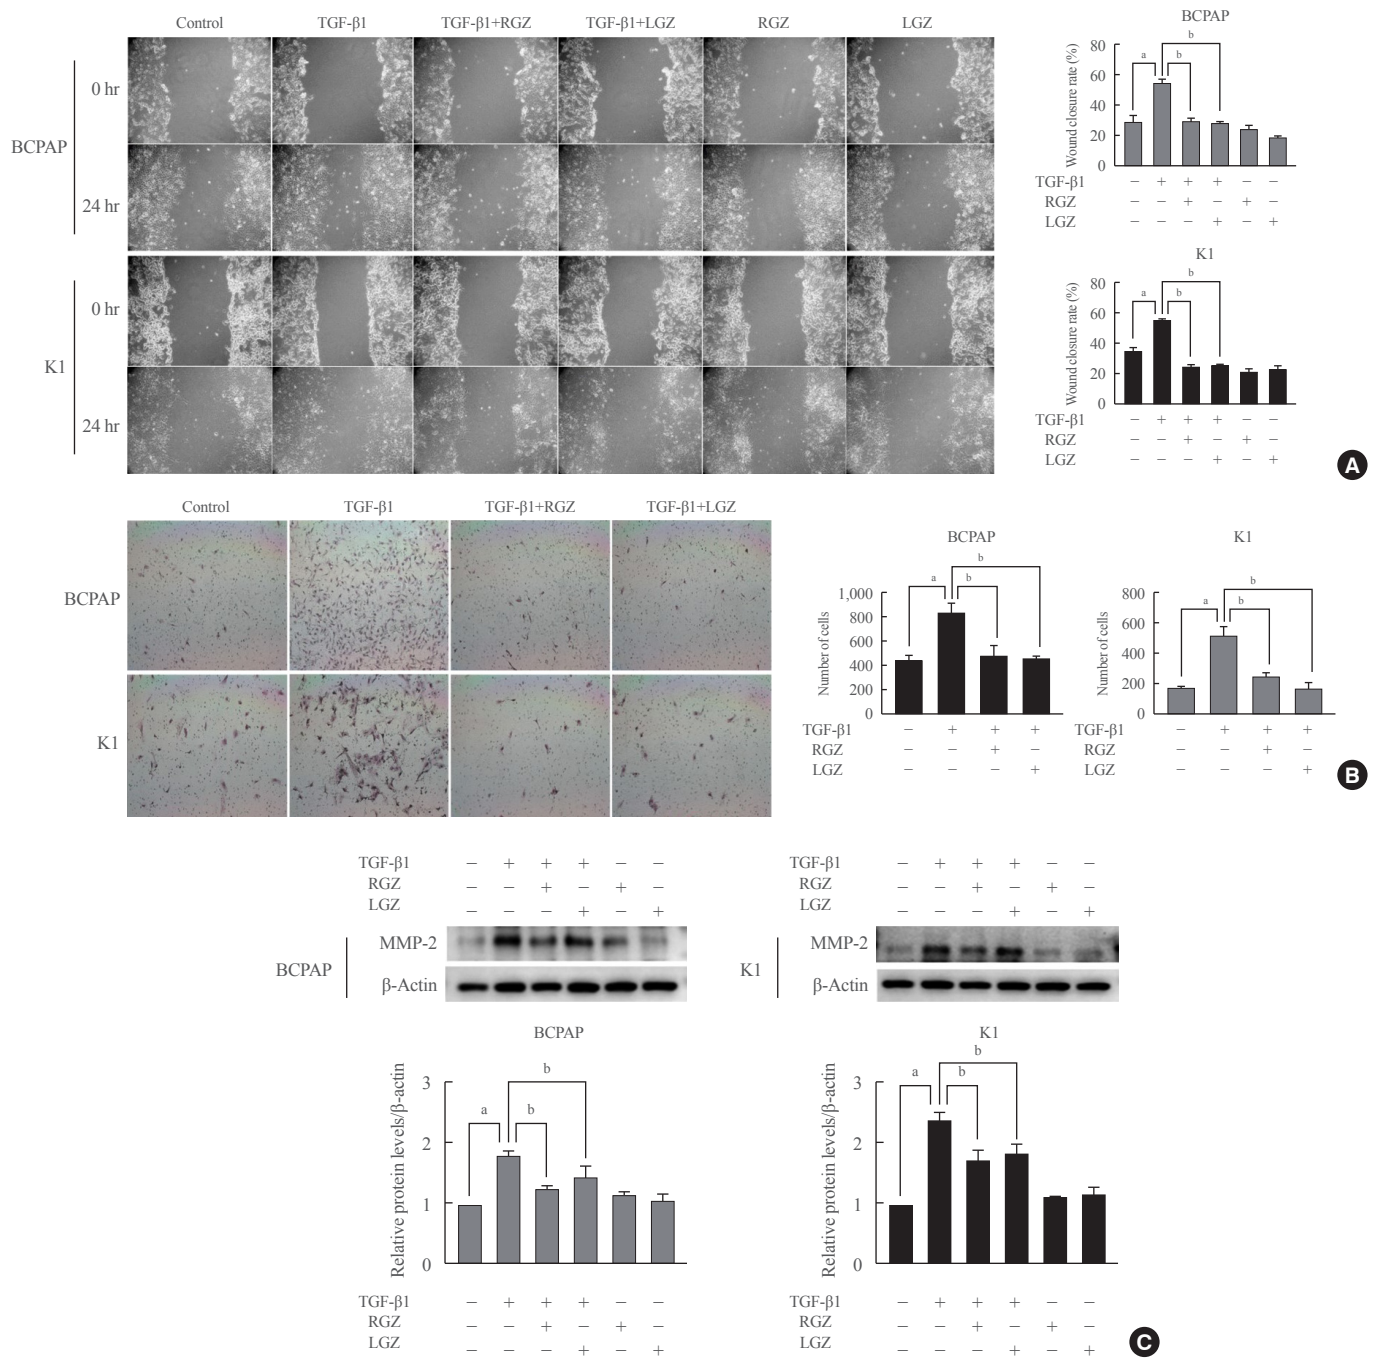 Control TGF-β1 TGF-β1+RGZ TGF-β1+LGZ RGZ LGZ
BCPAP
0 hr
24 hr
K1
0 hr
24 hr
BCPAP
Wound closure rate (%)
80
60
40
20
0
a b b
TGF-β1 – + + + – –
RGZ – – + – + –
LGZ – – – + – +
K1
Wound closure rate (%)
80
60
40
20
0
a b b
TGF-β1 – + + + – –
RGZ – – + – + –
LGZ – – – + – +
A
Control TGF-β1 TGF-β1+RGZ TGF-β1+LGZ
BCPAP
K1
BCPAP
Number of cells
1,000
800
600
400
200
0
a b b
TGF-β1 – + + +
RGZ – – + –
LGZ – – – +
K1
Number of cells
800
600
400
200
0
a b b
TGF-β1 – + + +
RGZ – – + –
LGZ – – – +
B
TGF-β1 – + + + – –
RGZ – – + – + –
LGZ – – – + – +
BCPAP
MMP-2
β-Actin
TGF-β1 – + + + – –
RGZ – – + – + –
LGZ – – – + – +
K1
MMP-2
β-Actin
BCPAP
Relative protein levels/β-actin
3
2
1
0
a b b
TGF-β1 – + + + – –
RGZ – – + – + –
LGZ – – – + – +
K1
Relative protein levels/β-actin
3
2
1
0
a b b
TGF-β1 – + + + – –
RGZ – – + – + –
LGZ – – – + – +
C